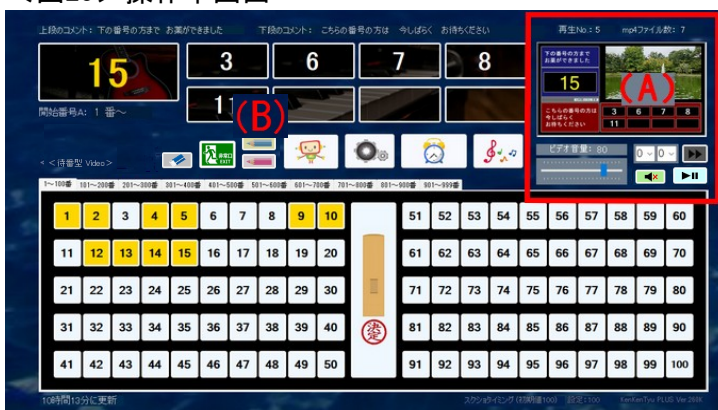 上段のコメント：下の番号の方まで お薬ができました 下段のコメント： こちらの番号の方は 今しばらく お待ちください 再生No.: 5 mp4ファイル数: 7
15 3 6 7 8
下の番号の方まで
お薬ができました
15
(A)
こちらの番号の方は
今しばらく
お待ちください
3 6 7 8
11
開始番号A: 1 番～
11
(B)
非常口
EXIT
＜＜待番型 Video＞
ビデオ音量: 80 0 0
1～100番 101～200番 201～300番 301～400番 401～500番 501～600番 601～700番 701～800番 801～900番 901～999番
1 2 3 4 5 6 7 8 9 10 51 52 53 54 55 56 57 58 59 60
11 12 13 14 15 16 17 18 19 20 61 62 63 64 65 66 67 68 69 70
21 22 23 24 25 26 27 28 29 30 71 72 73 74 75 76 77 78 79 80
31 32 33 34 35 36 37 38 39 40 決定 81 82 83 84 85 86 87 88 89 90
41 42 43 44 45 46 47 48 49 50 91 92 93 94 95 96 97 98 99 100
10時間13分に更新 設定:100 KenKenTyu PLUS Ver